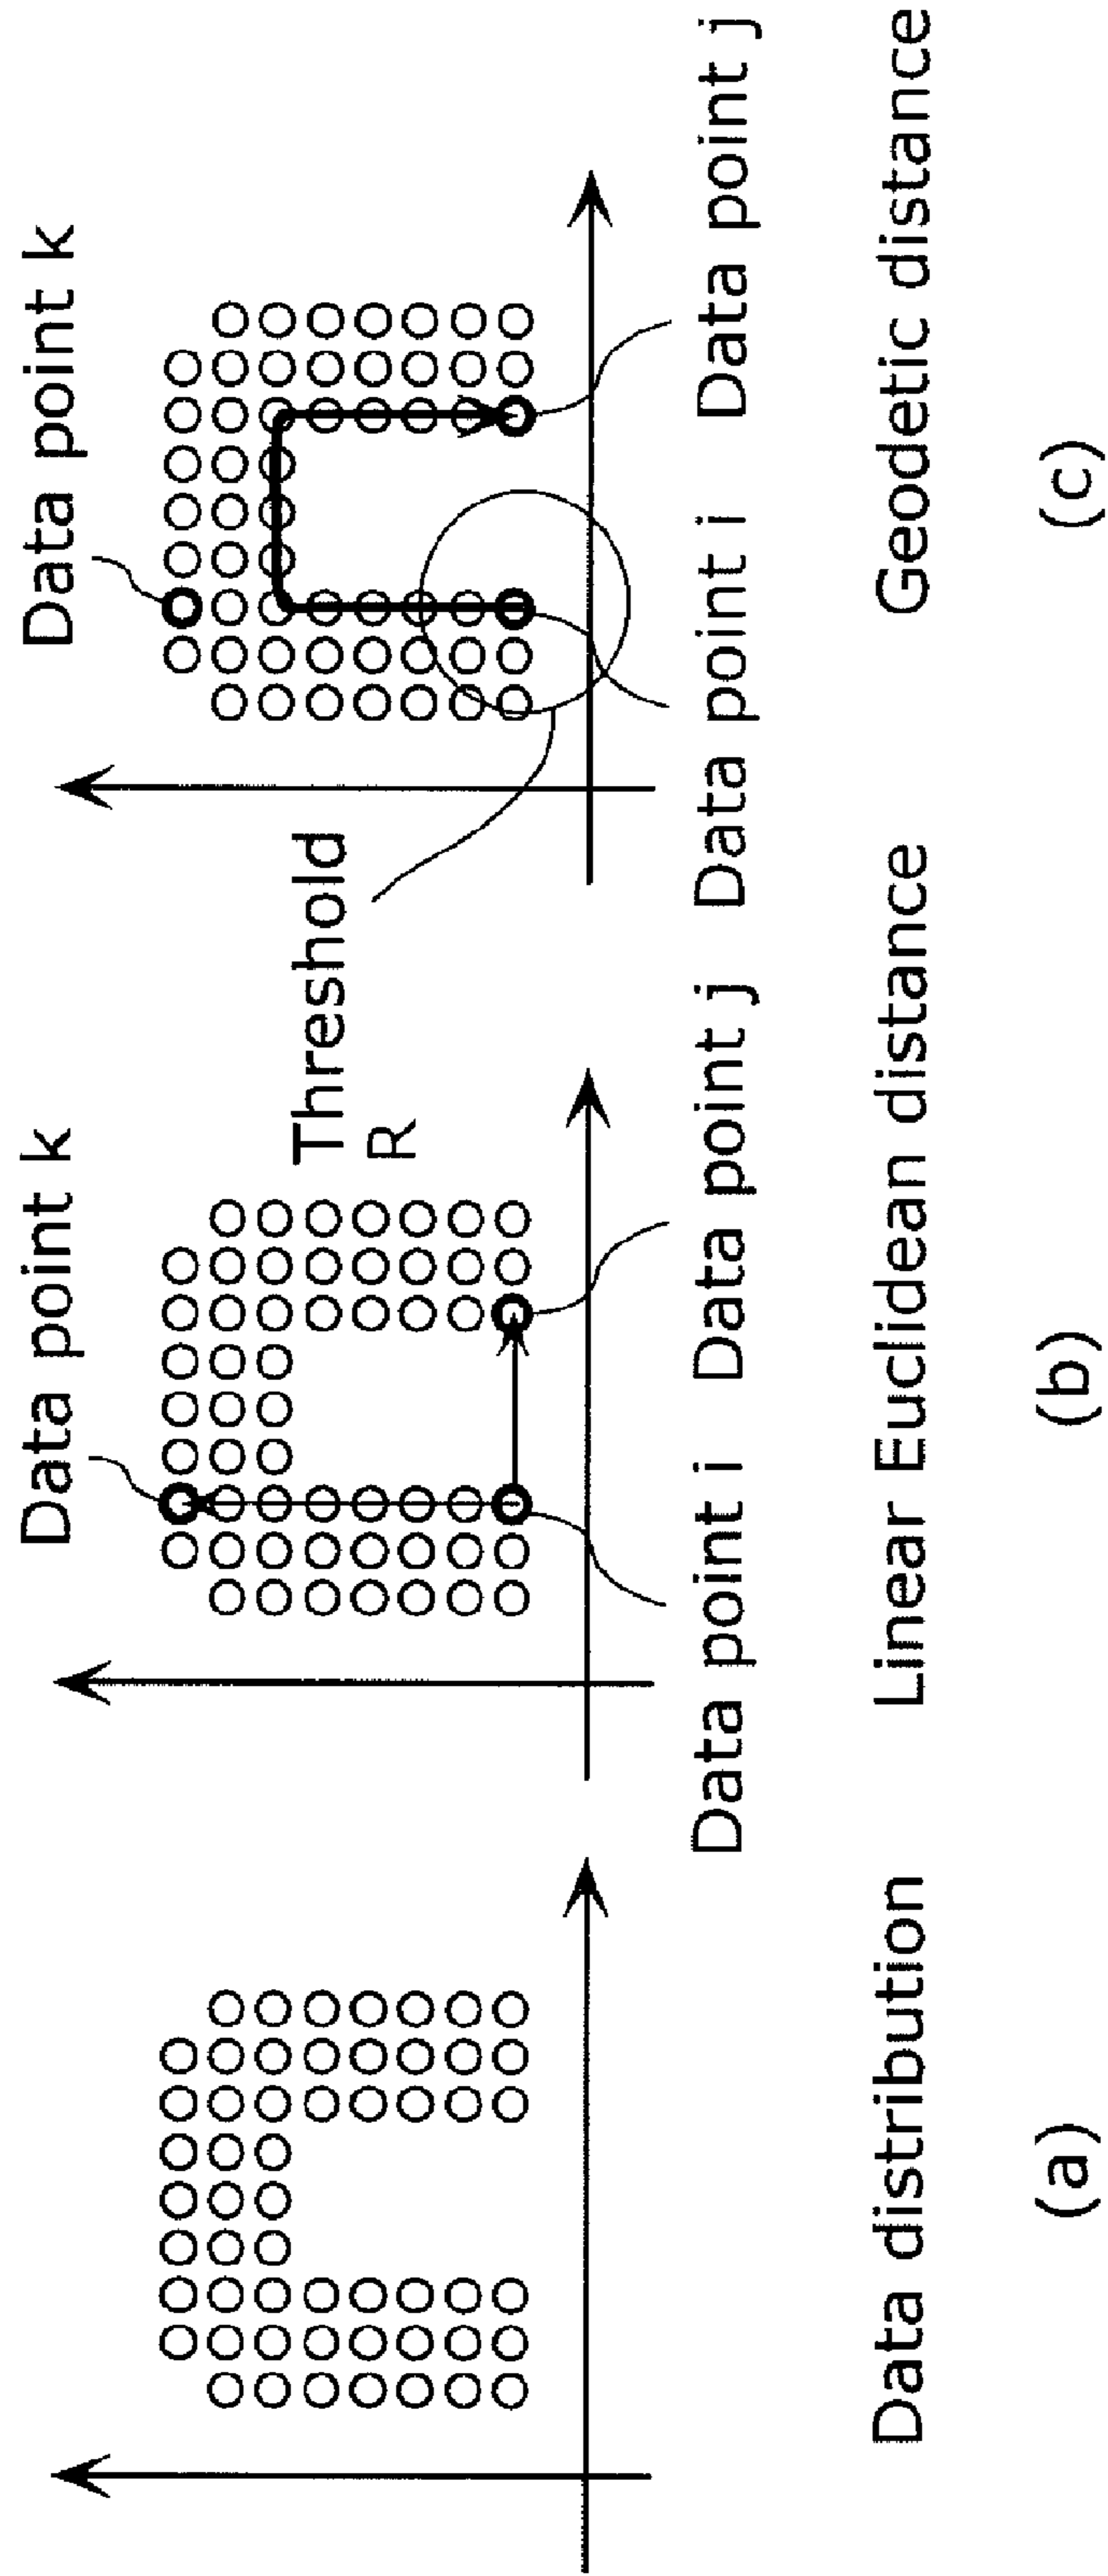 Data distribution
(a)
Data point k
Data point i
Data point j
Linear Euclidean distance
(b)
Data point k
Threshold
R
Data point i
Data point j
Geodetic distance
(c)